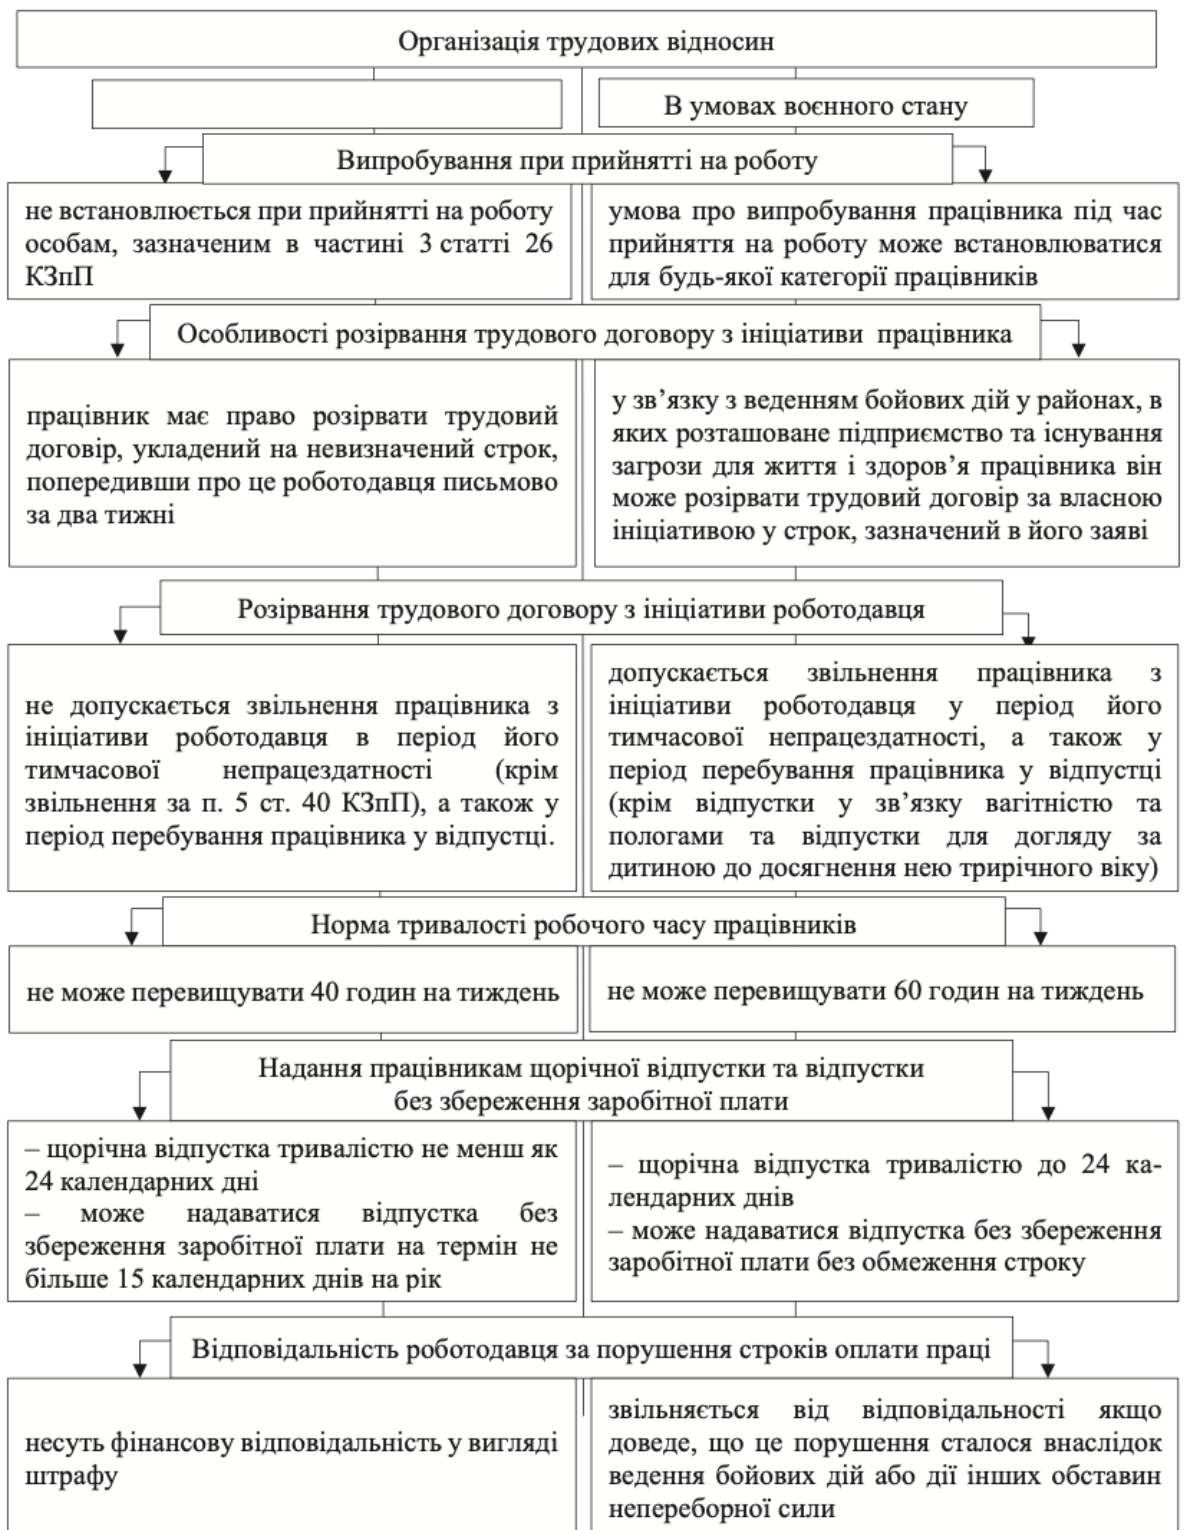 Організація трудових відносин
В умовах воєнного стану
Випробування при прийнятті на роботу
не встановлюється при прийнятті на роботу
особам, зазначеним в частині 3 статті 26
КЗпП
умова про випробування працівника під час
прийняття на роботу може встановлюватися
для будь-якої категорії працівників
Особливості розірвання трудового договору з ініціативи працівника
працівник має право розірвати трудовий
договір, укладений на невизначений строк,
попередивши про це роботодавця письмово
за два тижні
у зв’язку з веденням бойових дій у районах, в
яких розташоване підприємство та існування
загрози для життя і здоров’я працівника він
може розірвати трудовий договір за власною
ініціативою у строк, зазначений в його заяві
Розірвання трудового договору з ініціативи роботодавця
не допускається звільнення працівника з
ініціативи роботодавця в період його
тимчасової непрацездатності (крім
звільнення за п. 5 ст. 40 КЗпП), а також у
період перебування працівника у відпустці.
допускається звільнення працівника з
ініціативи роботодавця у період його
тимчасової непрацездатності, а також у
період перебування працівника у відпустці
(крім відпустки у зв’язку вагітністю та
пологами та відпустки для догляду за
дитиною до досягнення нею трирічного віку)
Норма тривалості робочого часу працівників
не може перевищувати 40 годин на тиждень
не може перевищувати 60 годин на тиждень
Надання працівникам щорічної відпустки та відпустки
без збереження заробітної плати
– щорічна відпустка тривалістю не менш як
24 календарних дні
– може надаватися відпустка без
збереження заробітної плати на термін не
більше 15 календарних днів на рік
– щорічна відпустка тривалістю до 24 ка-
лендарних днів
– може надаватися відпустка без збереження
заробітної плати без обмеження строку
Відповідальність роботодавця за порушення строків оплати праці
несуть фінансову відповідальність у вигляді
штрафу
звільняється від відповідальності якщо
доведе, що це порушення сталося внаслідок
ведення бойових дій або дії інших обставин
непереборної сили